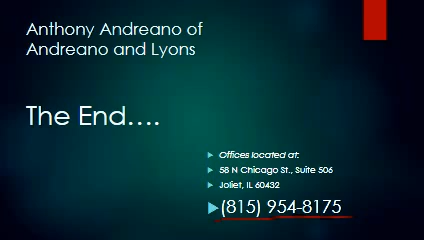 Anthony Andreano of
Andreano and Lyons
The End....
Offices located at:
58 N Chicago St., Suite 506
Joliet, IL 60432
(815) 954-8175